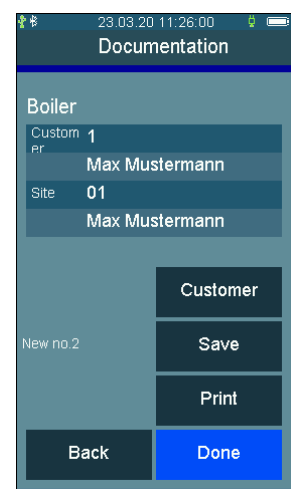 23.03.20 11:26:00
Documentation
Boiler
Custom 1
er
Max Mustermann
Site 01
Max Mustermann
Customer
New no.2 Save
Print
Back Done